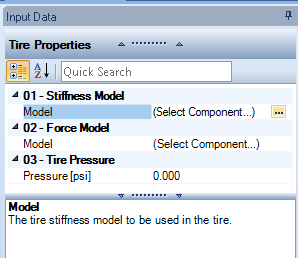 Input Data
Tire Properties
Quick Search
01 - Stiffness Model
Model (Select Component...) ...
02 - Force Model
Model (Select Component...)
03 - Tire Pressure
Pressure [psi] 0.000
Model
The tire stiffness model to be used in the tire.